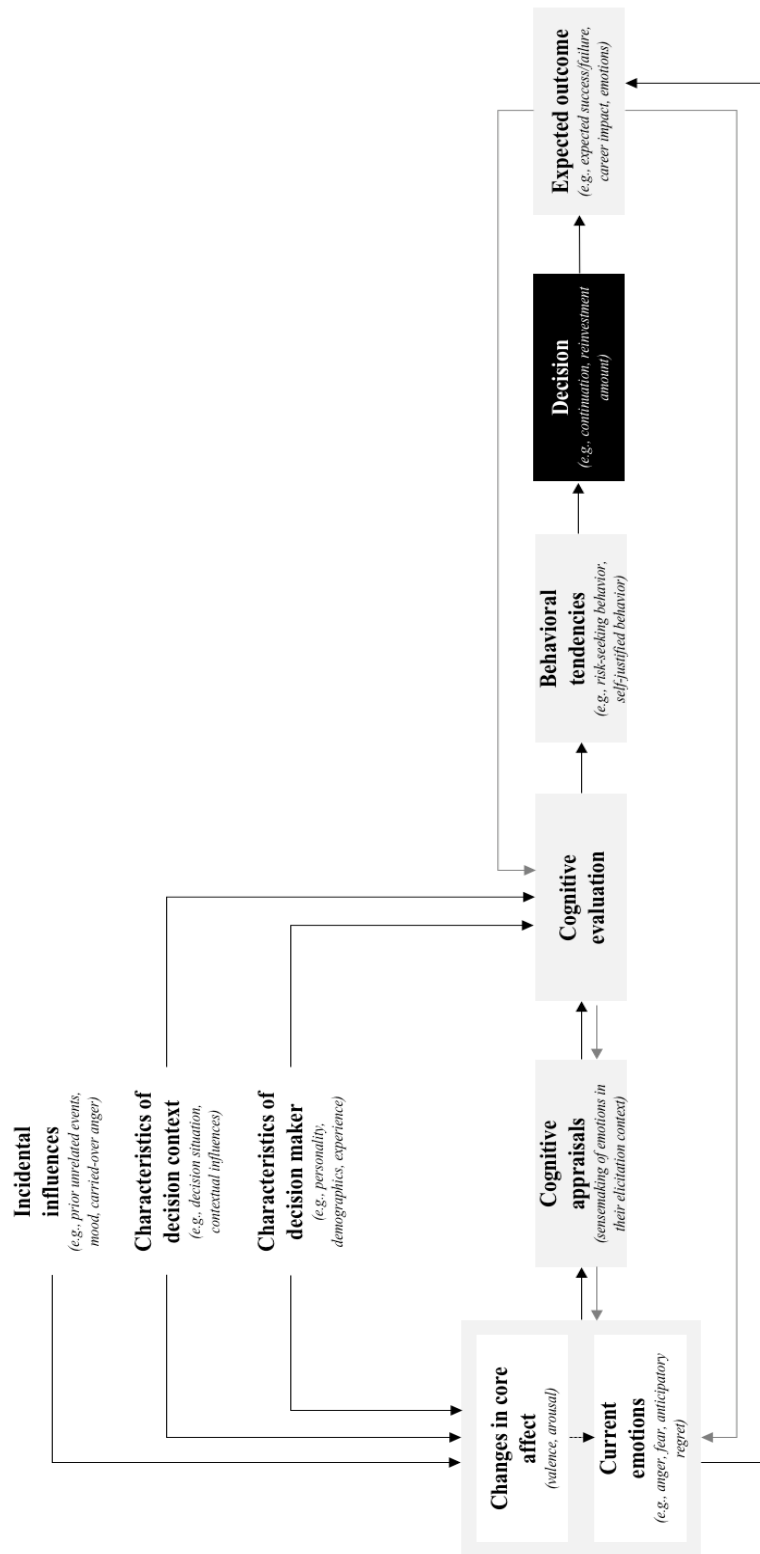 Incidental
influences
(e.g., prior unrelated events,
mood, carried-over anger)
Characteristics of
decision context
(e.g., decision situation,
contextual influences)
Characteristics of
decision maker
(e.g., personality,
demographics, experience)
Changes in core
affect
(valence, arousal)
Current
emotions
(e.g., anger, fear, anticipatory
regret)
Cognitive
appraisals
(sensemaking of emotions in
their elicitation context)
Cognitive
evaluation
Behavioral
tendencies
(e.g., risk-seeking behavior,
self-justified behavior)
Decision
(e.g., continuation, reinvestment
amount)
Expected outcome
(e.g., expected success/failure,
career impact, emotions)